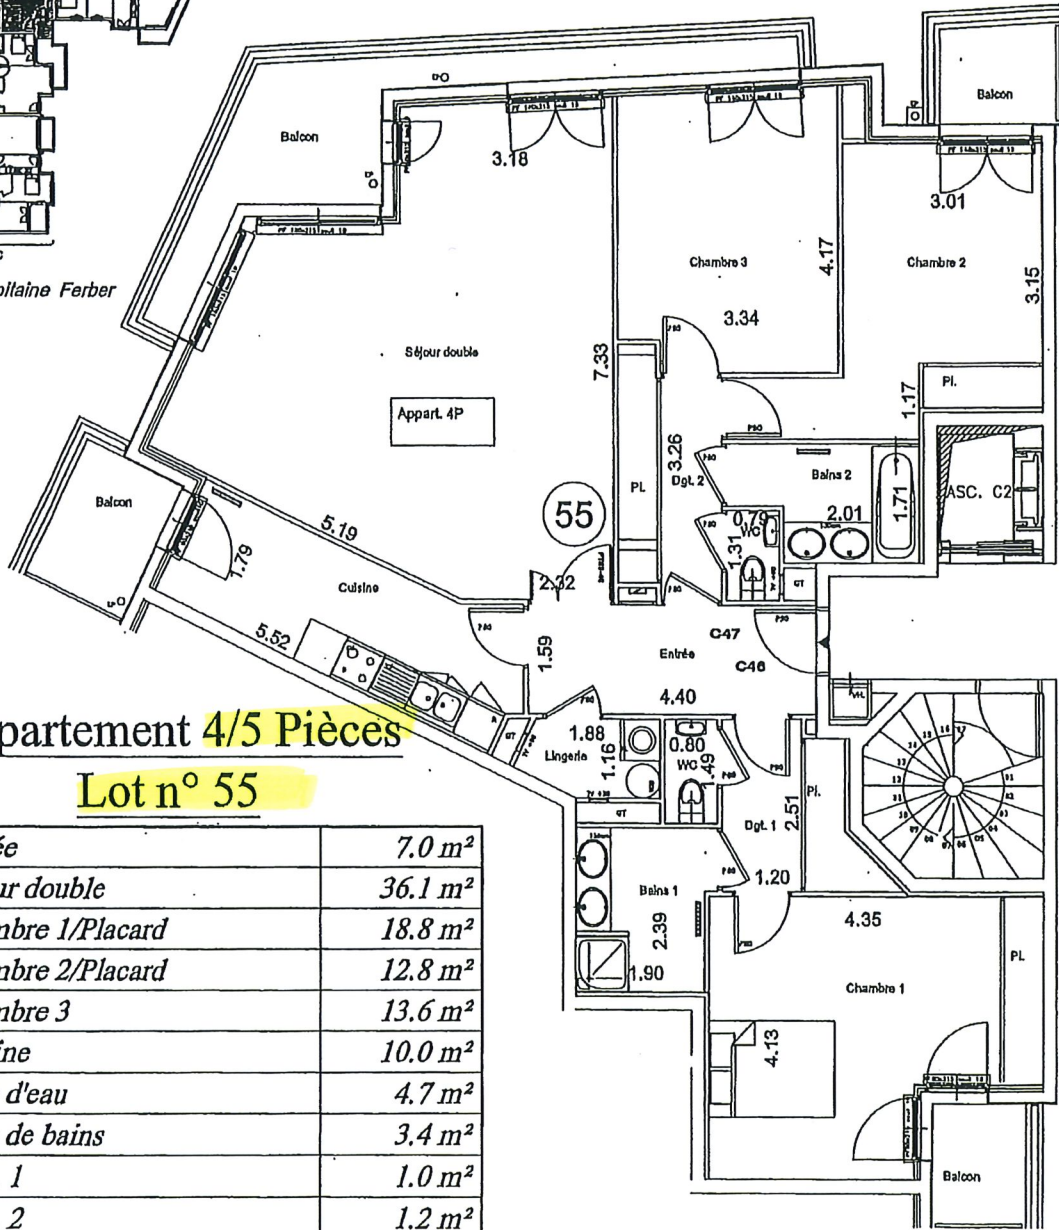 Balcon
Balcon
3.18
3.01
pitaine Ferber
Chambre 3
4.17
Chambre 2
3.15
3.34
Séjour double
7.33
Pl.
Appart. 4P
1.17
3.26
Dgt. 2
Bains 2
PL
ASC. C2
Balcon
55
5.19
0.79
WC
2.01
1.71
1.79
1.31
Cuisine
2.32
GT
5.52
1.59
C47
Entrée
C46
4.40
partement 4/5 Pièces
1.88
Lingerie
1.16
0.80
WC
1.49
GT
GT
Lot n° 55
Dgt. 1
2.51
Pl.
ée 7.0 m²
ur double 36.1 m²
mbre 1/Placard 18.8 m²
mbre 2/Placard 12.8 m²
mbre 3 13.6 m²
ine 10.0 m²
d'eau 4.7 m²
de bains 3.4 m²
1 1.0 m²
2 1.2 m²
Bains 1
1.20
2.39
1.90
4.35
PL
Chambre 1
4.13
Balcon